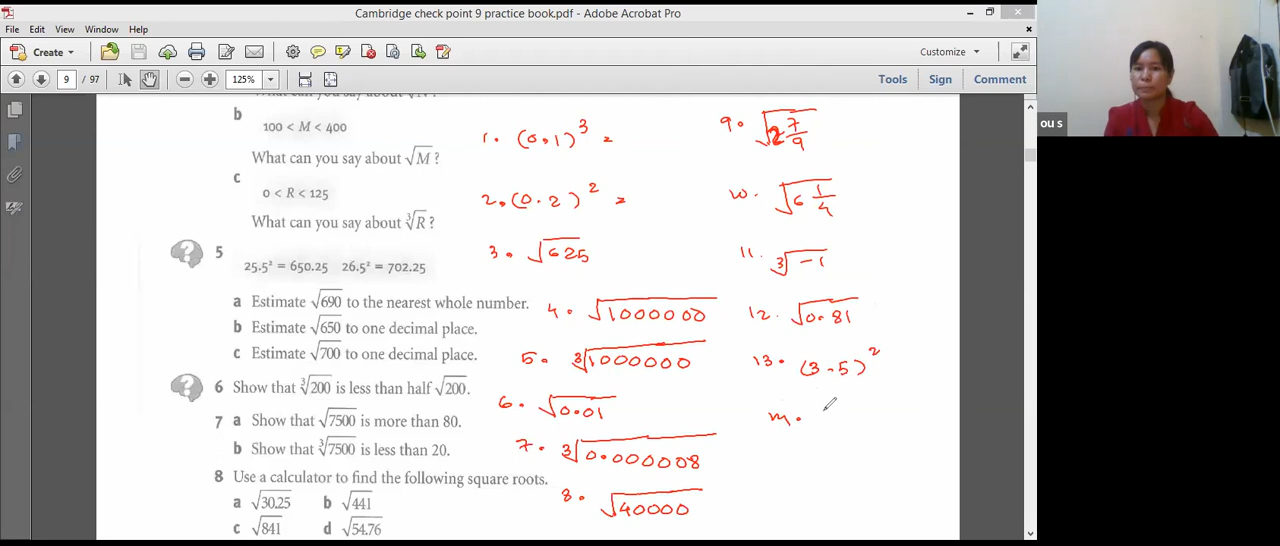 Cambridge check point 9 practice book.pdf - Adobe Acrobat Pro
File Edit View Window Help
Create
Customize
9 / 97
125%
Tools Sign Comment
What can you say about √N?
b
100 < M < 400
What can you say about √M?
c
0 < R < 125
What can you say about ∛R?
5
25.5² = 650.25 26.5² = 702.25
a Estimate √690 to the nearest whole number.
b Estimate √650 to one decimal place.
c Estimate √700 to one decimal place.
6 Show that ∛200 is less than half √200.
7 a Show that √7500 is more than 80.
b Show that ∛7500 is less than 20.
8 Use a calculator to find the following square roots.
a √30.25 b √441
c √841 d √54.76
1. (0.1)³ =
2. (0.2)² =
3. √625
4. √1000000
5. ∛1000000
6. √0.01
7. ∛0.000008
8. √40000
9. √2 7/9
10. √6 1/4
11. ∛-1
12. √0.81
13. (3.5)²
14.
ou s